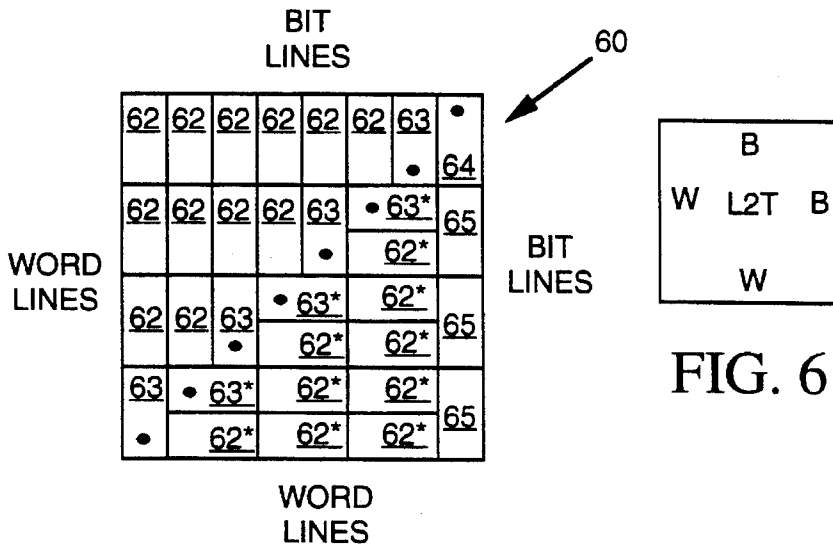 BIT
LINES
60
62 62 62 62 62 62 63
64
B
62 62 62 62 63 63* 65
W L2T B
62*
WORD
LINES
BIT
LINES
W
62 62 63 63* 62* 65
62* 62*
FIG. 6
63 63* 62* 62* 65
62* 62* 62*
WORD
LINES